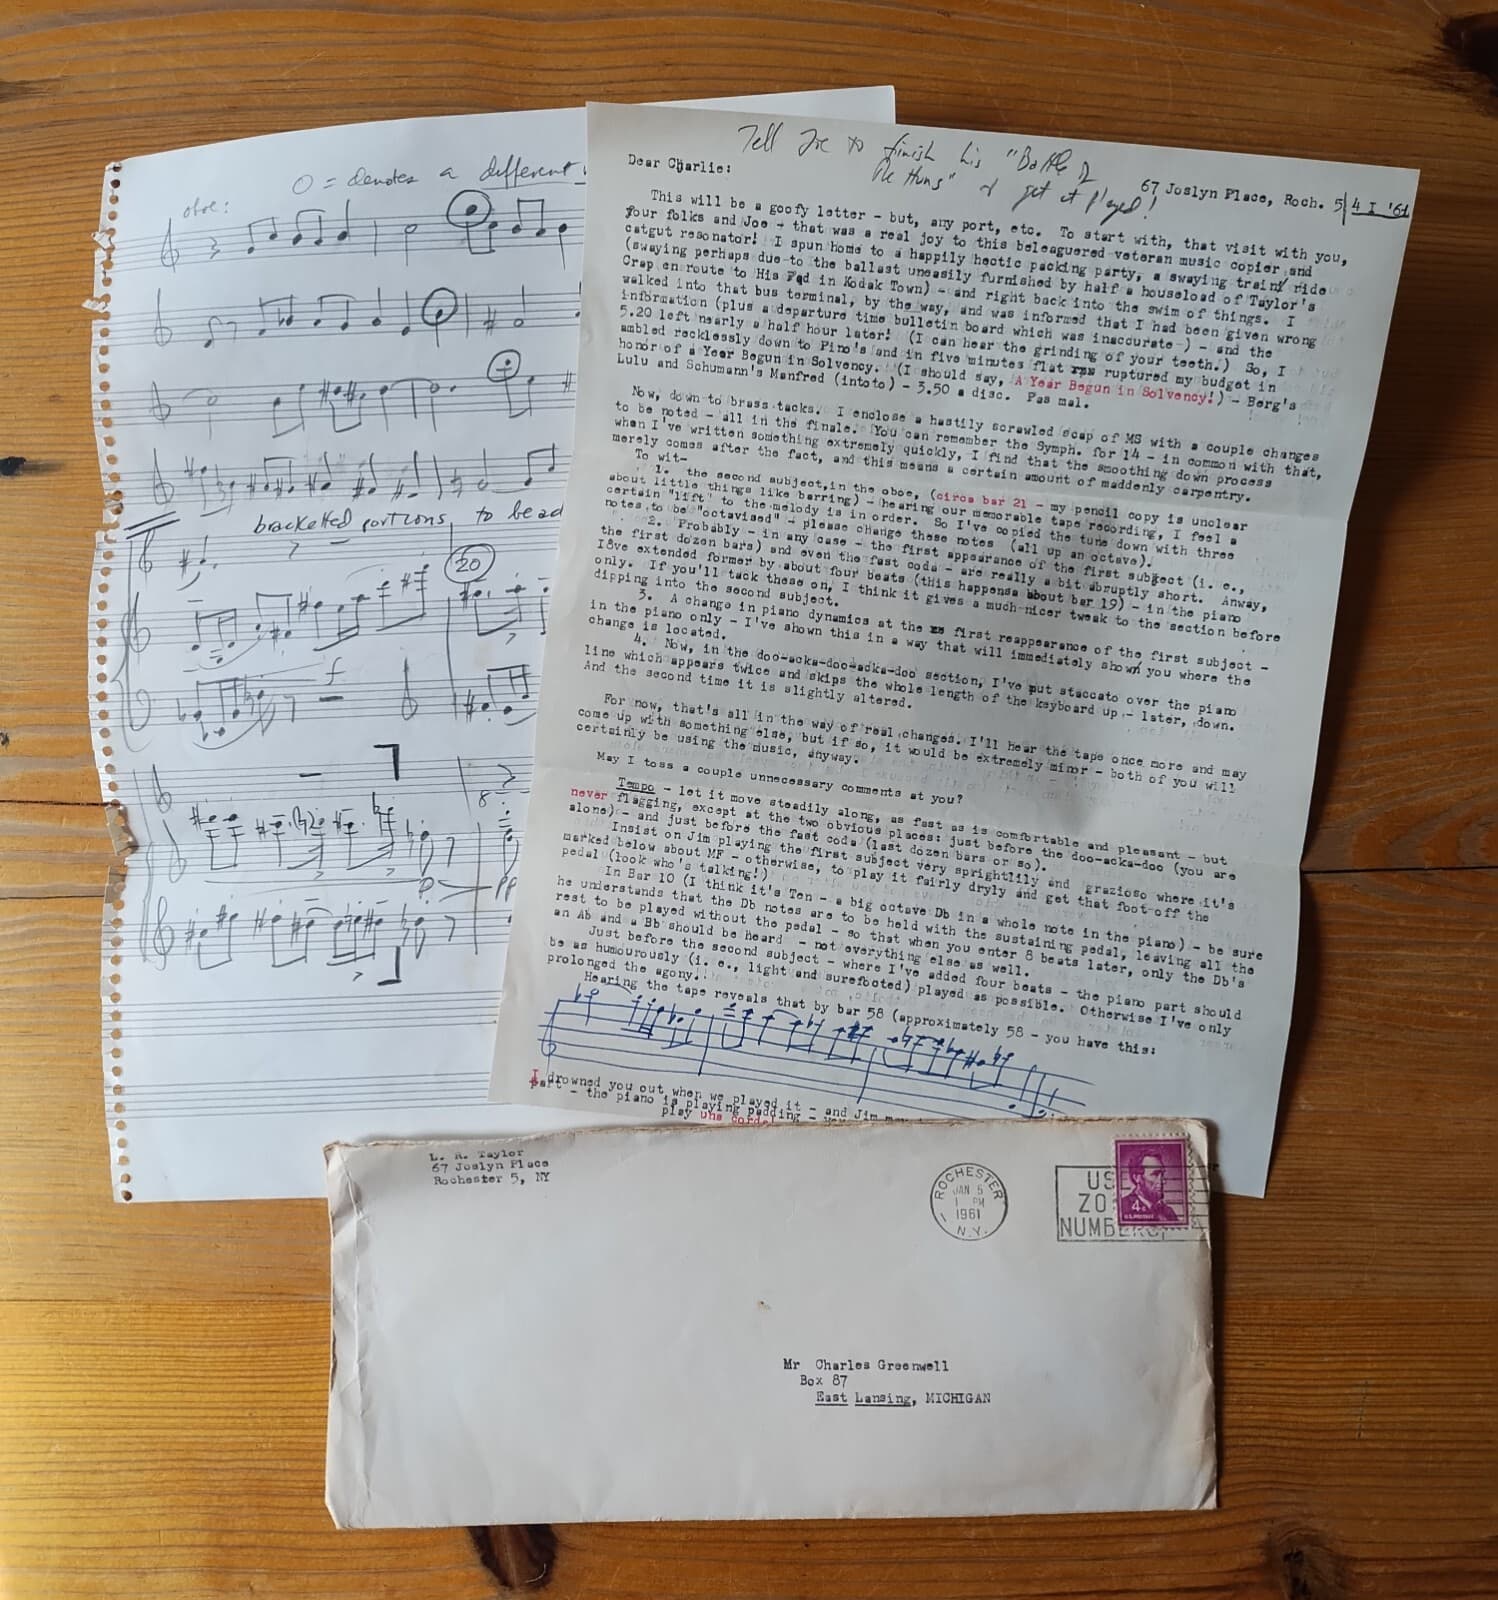 O = denotes a different
oboe:
bracketted portions to be ad
20
f
8
p
pp
Tell Joe to finish his "Battle of
the Huns" & get it played!
Dear Charlie:
67 Joslyn Place, Roch. 5 4 I '61
This will be a goofy letter - but, any port, etc. To start with, that visit with you,
your folks and Joe - that was a real joy to this beleaguered veteran music copier and
catgut resonator! I spun home to a happily hectic packing party, a swaying train ride
(swaying perhaps due to the ballast uneasily furnished by half a houseload of Taylor's
Crap en route to His Pad in Kodak Town) - and right back into the swim of things. I
walked into that bus terminal, by the way, and was informed that I had been given wrong
information (plus a departure time bulletin board which was inaccurate-) - and the
5.20 left nearly a half hour later! (I can hear the grinding of your teeth.) So, I
ambled recklessly down to Pino's and in five minutes flat ruptured my budget in
honor of a Year Begun in Solvency. (I should say, A Year Begun in Solvency!) - Berg's
Lulu and Schumann's Manfred (intoto) - 3.50 a disc. Pas mal.
Now, down to brass tacks. I enclose a hastily scrawled scap of MS with a couple changes
to be noted - all in the finale. You can remember the Symph. for 14 - in common with that,
when I've written something extremely quickly, I find that the smoothing down process
merely comes after the fact, and this means a certain amount of maddenly carpentry.
To wit-
1. the second subject,in the oboe, (circa bar 21 - my pencil copy is unclear
about little things like barring) - hearing our memorable tape recording, I feel a
certain "lift" to the melody is in order. So I've copied the tune down with three
notes to be "octavised" - please change these notes (all up an octave).
2. Probably - in any case - the first appearance of the first subject (i. e.,
the first dozen bars) and even the fast coda - are really a bit abruptly short. Anway,
I've extended former by about four beats (this happens about bar 19) - in the piano
only. If you'll tack these on, I think it gives a much nicer tweak to the section before
dipping into the second subject.
3. A change in piano dynamics at the first reappearance of the first subject -
in the piano only - I've shown this in a way that will immediately shown you where the
change is located.
4. Now, in the doo-acka-doo-acka-doo section, I've put staccato over the piano
line which appears twice and skips the whole length of the keyboard up - later, down.
And the second time it is slightly altered.
For now, that's all in the way of real changes. I'll hear the tape once more and may
come up with something else, but if so, it would be extremely minor - both of you will
certainly be using the music, anyway.
May I toss a couple unnecessary comments at you?
Tempo - let it move steadily along, as fast as is comfortable and pleasant - but
never flagging, except at the two obvious places: just before the doo-acka-doo (you are
alone) - and just before the fast coda (last dozen bars or so).
Insist on Jim playing the first subject very sprightlily and grazioso where it's
marked below about MF - otherwise, to play it fairly dryly and get that foot off the
pedal (look who's talking!)
In Bar 10 (I think it's Ten - a big octave Db in a whole note in the piano) - be sure
he understands that the Db notes are to be held with the sustaining pedal, leaving all the
rest to be played without the pedal - so that when you enter 8 beats later, only the Db's
an Ab and a Bb should be heard - not everything else as well.
Just before the second subject - where I've added four beats - the piano part should
be as humourously (i. e., light and surefooted) played as possible. Otherwise I've only
prolonged the agony!
Hearing the tape reveals that by bar 58 (approximately 58 - you have this:
I drowned you out when we played it - and Jim
part - the piano is playing padding -
play una corda!
L. R. Taylor
67 Joslyn Place
Rochester 5, NY
ROCHESTER
JAN 5
1 PM
1961
N.Y.
US
ZO
NUMBERS
4¢
U.S. POSTAGE
Mr Charles Greenwell
Box 87
East Lansing, MICHIGAN